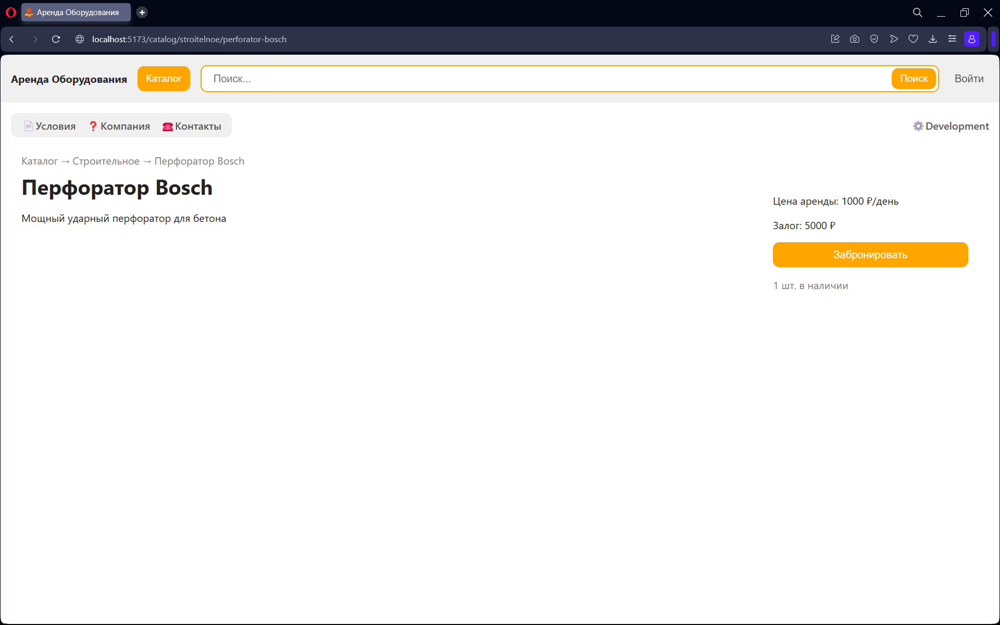 Аренда Оборудования
localhost:5173/catalog/stroitelnoe/perforator-bosch
Аренда Оборудования
Каталог
Поиск...
Поиск
Войти
Условия
Компания
Контакты
Development
Каталог → Строительное → Перфоратор Bosch
Перфоратор Bosch
Мощный ударный перфоратор для бетона
Цена аренды: 1000 ₽/день
Залог: 5000 ₽
Забронировать
1 шт. в наличии